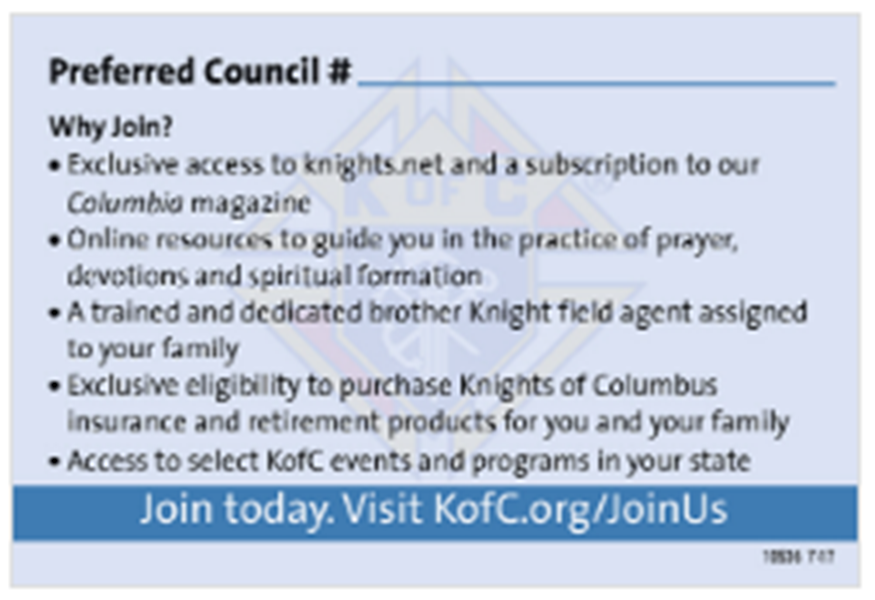 Preferred Council #
Why Join?
• Exclusive access to knights.net and a subscription to our
Columbia magazine
• Online resources to guide you in the practice of prayer,
devotions and spiritual formation
• A trained and dedicated brother Knight field agent assigned
to your family
• Exclusive eligibility to purchase Knights of Columbus
insurance and retirement products for you and your family
• Access to select KofC events and programs in your state
Join today. Visit KofC.org/JoinUs
K OF C